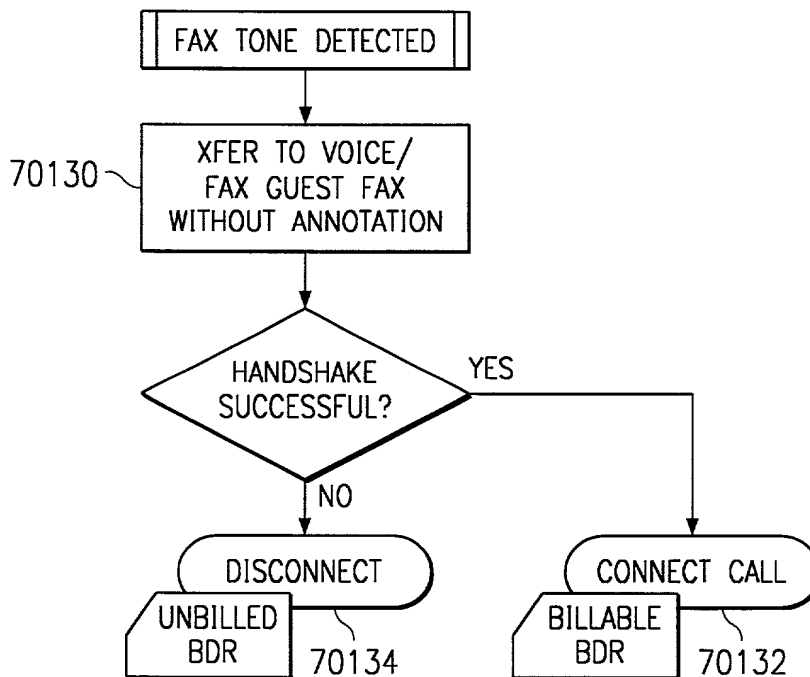 FAX TONE DETECTED
70130
XFER TO VOICE/
FAX GUEST FAX
WITHOUT ANNOTATION
HANDSHAKE
SUCCESSFUL?
YES
NO
DISCONNECT
UNBILLED
BDR
70134
CONNECT CALL
BILLABLE
BDR
70132